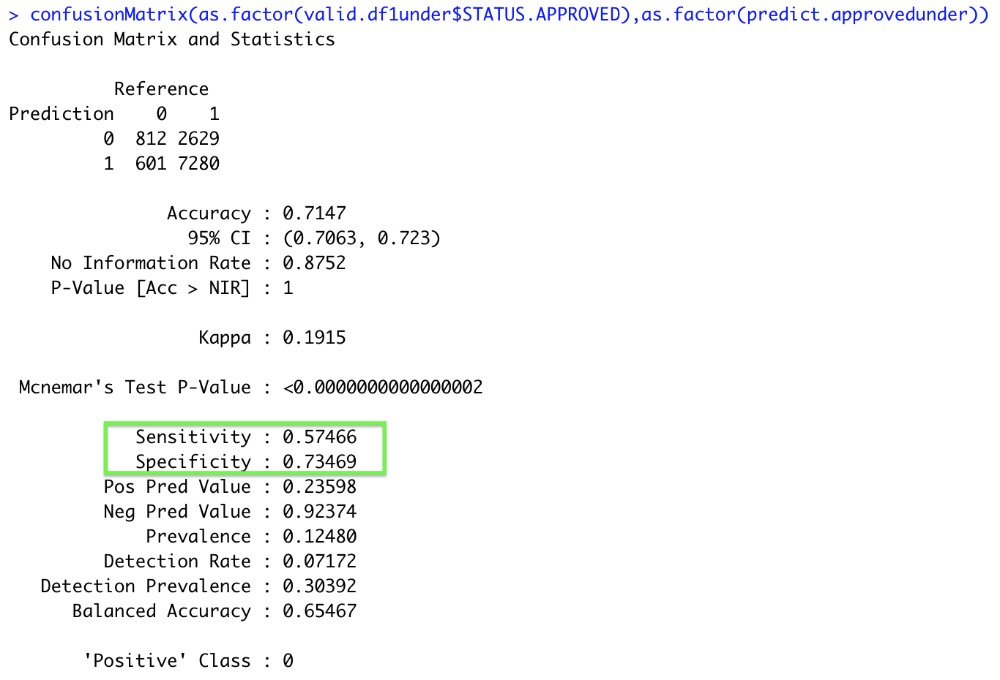 > confusionMatrix(as.factor(valid.df1under$STATUS.APPROVED),as.factor(predict.approvedunder))
Confusion Matrix and Statistics
Reference
Prediction 0 1
0 812 2629
1 601 7280
Accuracy : 0.7147
95% CI : (0.7063, 0.723)
No Information Rate : 0.8752
P-Value [Acc > NIR] : 1
Kappa : 0.1915
Mcnemar's Test P-Value : <0.0000000000000002
Sensitivity : 0.57466
Specificity : 0.73469
Pos Pred Value : 0.23598
Neg Pred Value : 0.92374
Prevalence : 0.12480
Detection Rate : 0.07172
Detection Prevalence : 0.30392
Balanced Accuracy : 0.65467
'Positive' Class : 0